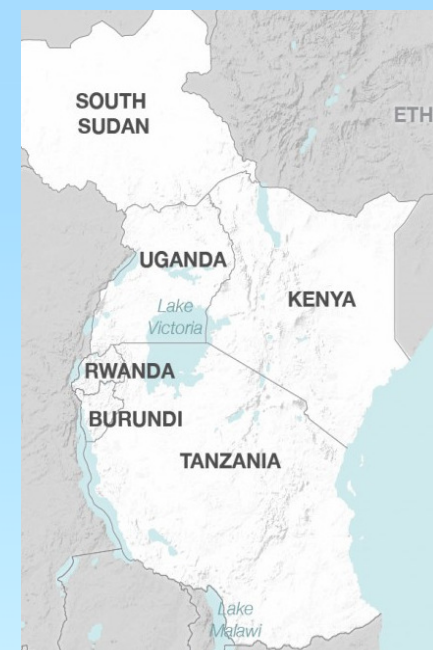 SOUTH
SUDAN
ETH
UGANDA
Lake
Victoria
KENYA
RWANDA
BURUNDI
TANZANIA
Lake
Malawi